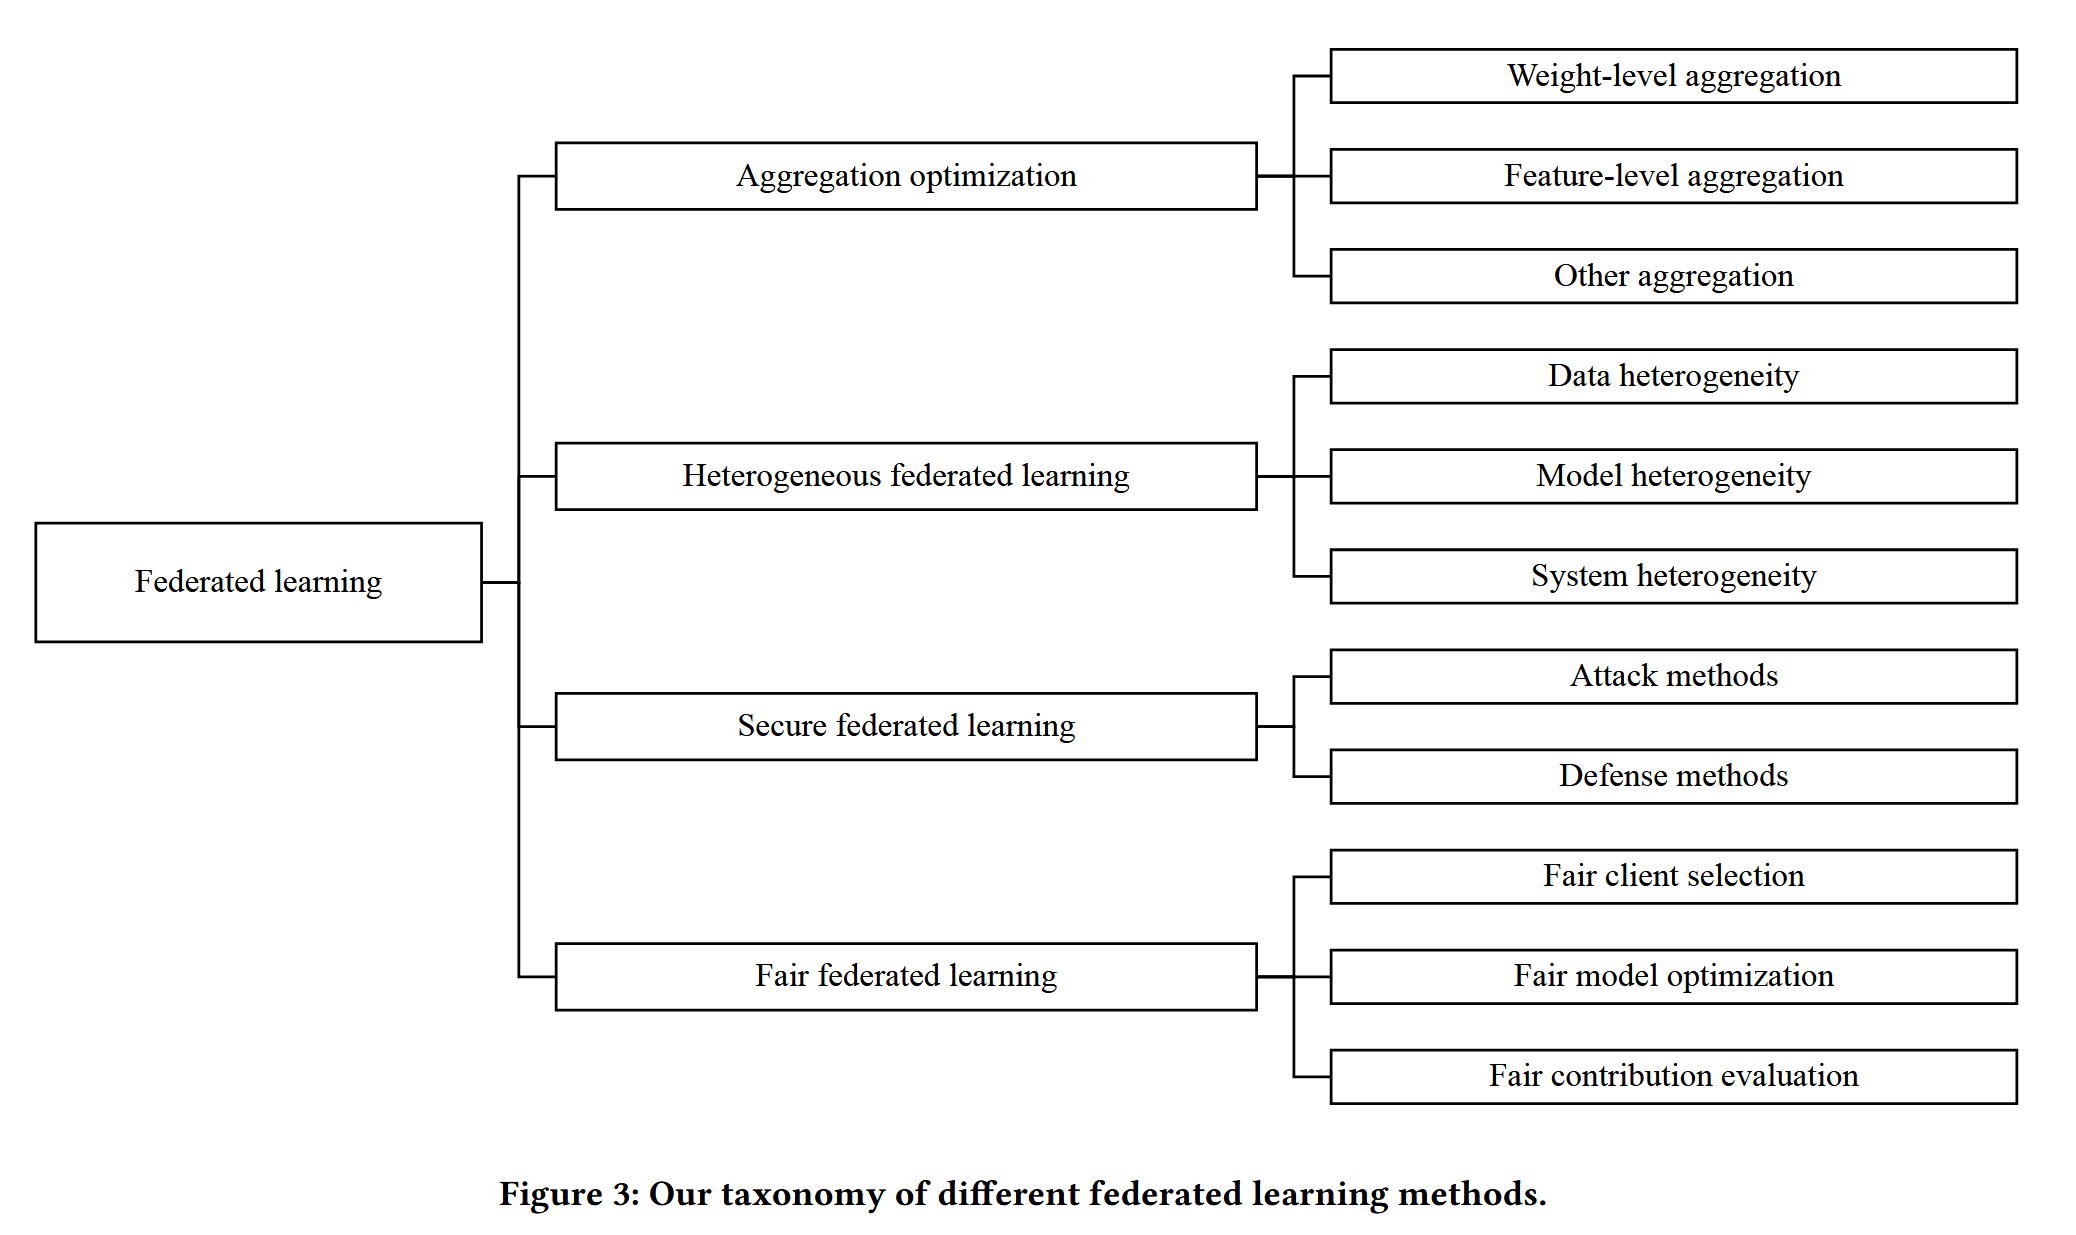 Federated learning
Aggregation optimization
Weight-level aggregation
Feature-level aggregation
Other aggregation
Heterogeneous federated learning
Data heterogeneity
Model heterogeneity
System heterogeneity
Secure federated learning
Attack methods
Defense methods
Fair federated learning
Fair client selection
Fair model optimization
Fair contribution evaluation
Figure 3: Our taxonomy of different federated learning methods.